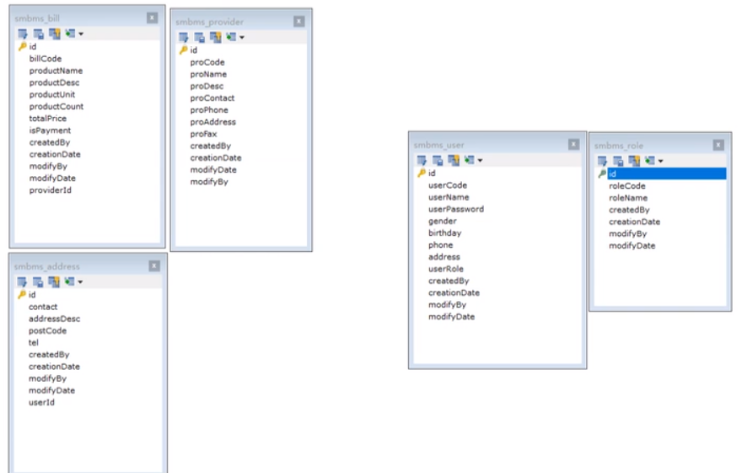 smbms_bill
id
billCode
productName
productDesc
productUnit
productCount
totalPrice
isPayment
createdBy
creationDate
modifyBy
modifyDate
providerId
smbms_provider
id
proCode
proName
proDesc
proContact
proPhone
proAddress
proFax
createdBy
creationDate
modifyDate
modifyBy
smbms_address
id
contact
addressDesc
postCode
tel
createdBy
creationDate
modifyBy
modifyDate
userId
smbms_user
id
userCode
userName
userPassword
gender
birthday
phone
address
userRole
createdBy
creationDate
modifyBy
modifyDate
smbms_role
id
roleCode
roleName
createdBy
creationDate
modifyBy
modifyDate